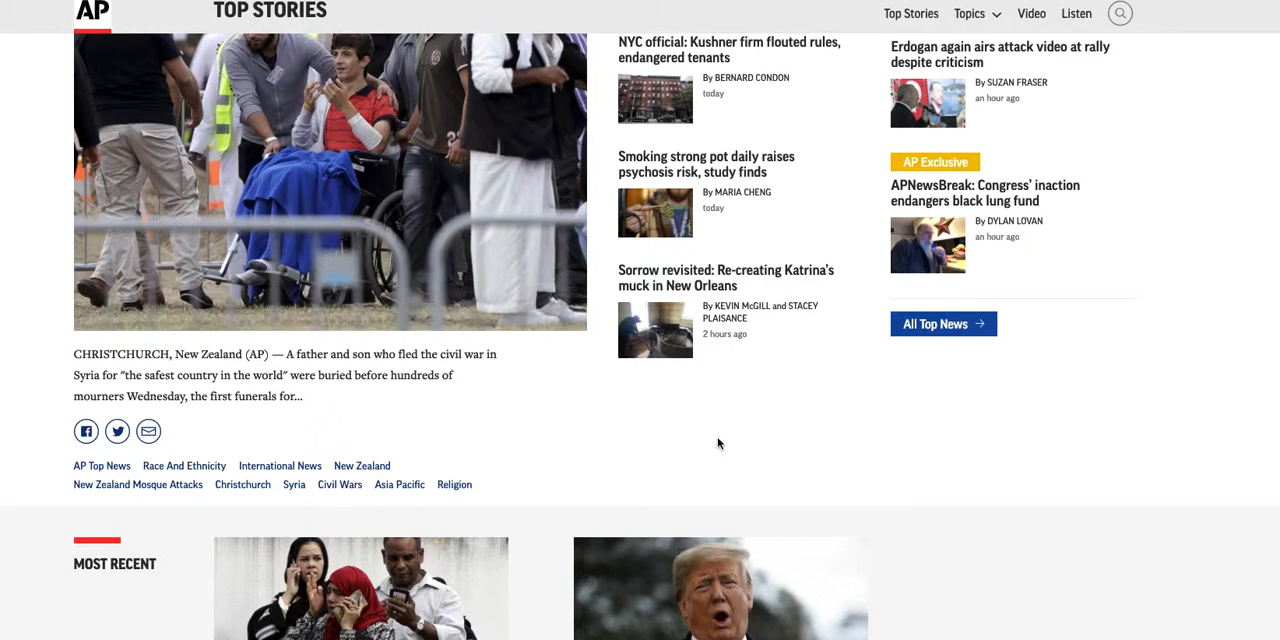 AP
TOP STORIES
Top Stories
Topics
Video
Listen
CHRISTCHURCH, New Zealand (AP) — A father and son who fled the civil war in
Syria for "the safest country in the world" were buried before hundreds of
mourners Wednesday, the first funerals for...
AP Top News
Race And Ethnicity
International News
New Zealand
New Zealand Mosque Attacks
Christchurch
Syria
Civil Wars
Asia Pacific
Religion
NYC official: Kushner firm flouted rules,
endangered tenants
By BERNARD CONDON
today
Smoking strong pot daily raises
psychosis risk, study finds
By MARIA CHENG
today
Sorrow revisited: Re-creating Katrina's
muck in New Orleans
By KEVIN McGILL and STACEY
PLAISANCE
2 hours ago
Erdogan again airs attack video at rally
despite criticism
By SUZAN FRASER
an hour ago
AP Exclusive
APNewsBreak: Congress' inaction
endangers black lung fund
By DYLAN LOVAN
an hour ago
All Top News
MOST RECENT